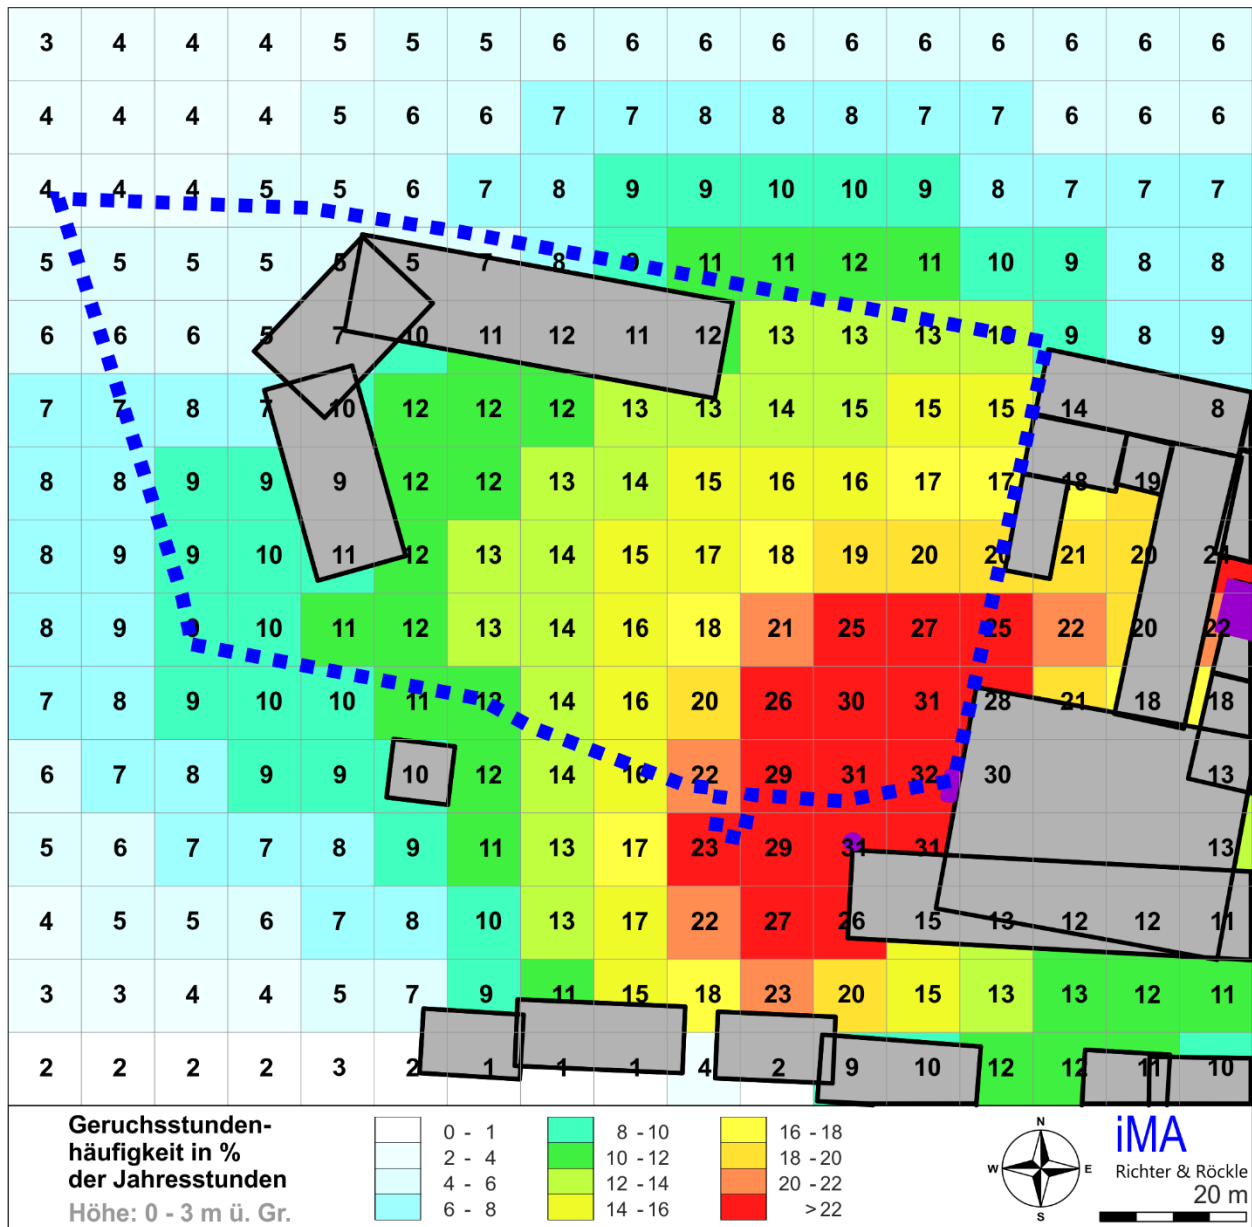 3 4 4 4 5 5 5 6 6 6 6 6 6 6 6 6 6
4 4 4 4 5 6 6 7 7 8 8 8 7 7 6 6 6
4 4 4 5 5 6 7 8 9 9 10 10 9 8 7 7 7
5 5 5 5 5 5 7 8 9 11 11 12 11 10 9 8 8
6 6 6 5 7 10 11 12 11 12 13 13 13 13 9 8 9
7 7 8 7 10 12 12 12 13 13 14 15 15 15 14 8
8 8 9 9 9 12 12 13 14 15 16 16 17 17 18 19
8 9 9 10 11 12 13 14 15 17 18 19 20 20 21 20 24
8 9 9 10 11 12 13 14 16 18 21 25 27 25 22 20 22
7 8 9 10 10 11 12 14 16 20 26 30 31 28 21 18 18
6 7 8 9 9 10 12 14 16 22 29 31 32 30 13
5 6 7 7 8 9 11 13 17 23 29 31 31 13
4 5 5 6 7 8 10 13 17 22 27 26 15 13 12 12 11
3 3 4 4 5 7 9 11 15 18 23 20 15 13 13 12 11
2 2 2 2 3 2 1 1 1 4 2 9 10 12 12 11 10
Geruchsstunden-
häufigkeit in %
der Jahresstunden
Höhe: 0 - 3 m ü. Gr.
0 - 1
2 - 4
4 - 6
6 - 8
8 - 10
10 - 12
12 - 14
14 - 16
16 - 18
18 - 20
20 - 22
>22
N
W E
S
iMA
Richter & Röckle
20 m